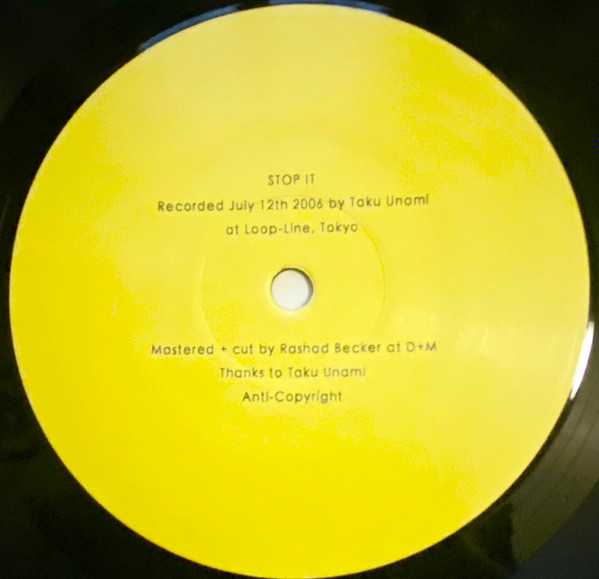 STOP IT
Recorded July 12th 2006 by Taku Unami
at Loop-Line, Tokyo
Mastered + cut by Rashad Becker at D+M
Thanks to Taku Unami
Anti-Copyright